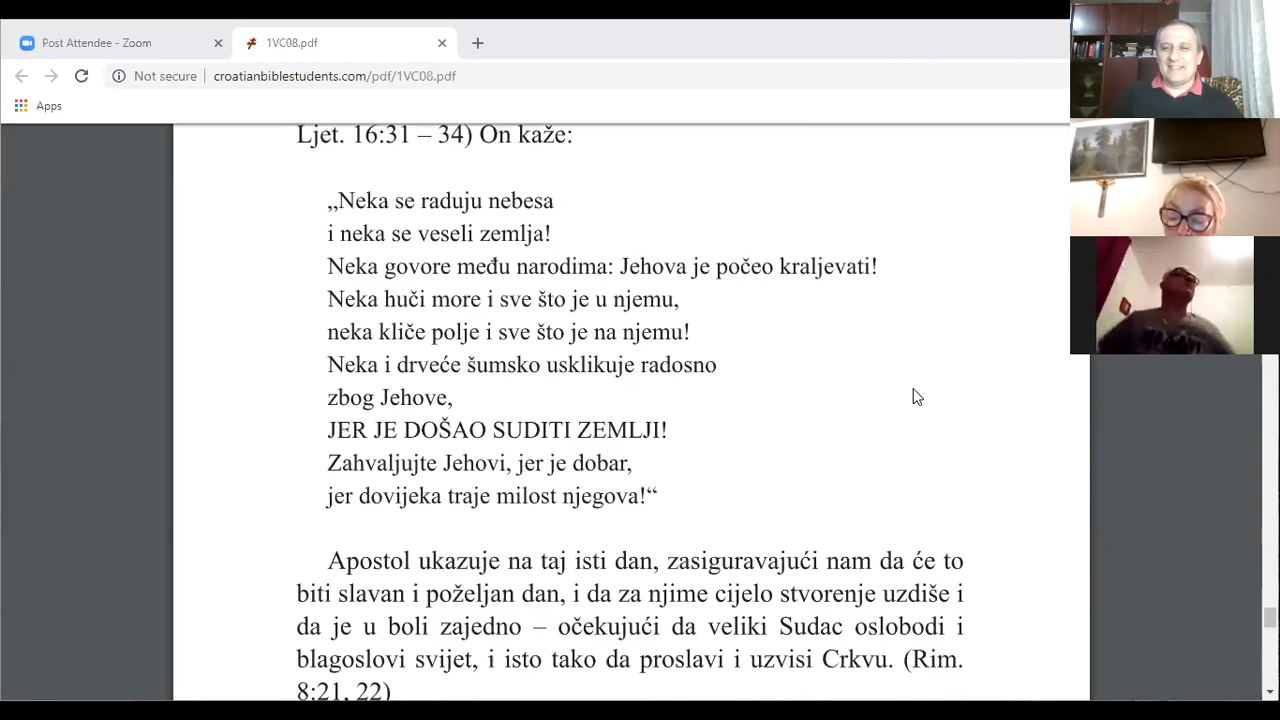 Post Attendee - Zoom
1VC08.pdf
Not secure
croatianbiblestudents.com/pdf/1VC08.pdf
Apps
Ljet. 16:31 – 34) On kaže:
„Neka se raduju nebesa
i neka se veseli zemlja!
Neka govore među narodima: Jehova je počeo kraljevati!
Neka huči more i sve što je u njemu,
neka kliče polje i sve što je na njemu!
Neka i drveće šumsko usklikuje radosno
zbog Jehove,
JER JE DOŠAO SUDITI ZEMLJI!
Zahvaljujte Jehovi, jer je dobar,
jer dovijeka traje milost njegova!“
Apostol ukazuje na taj isti dan, zasiguravajući nam da će to
biti slavan i poželjan dan, i da za njime cijelo stvorenje uzdiše i
da je u boli zajedno – očekujući da veliki Sudac oslobodi i
blagoslovi svijet, i isto tako da proslavi i uzvisi Crkvu. (Rim.
8:21, 22)